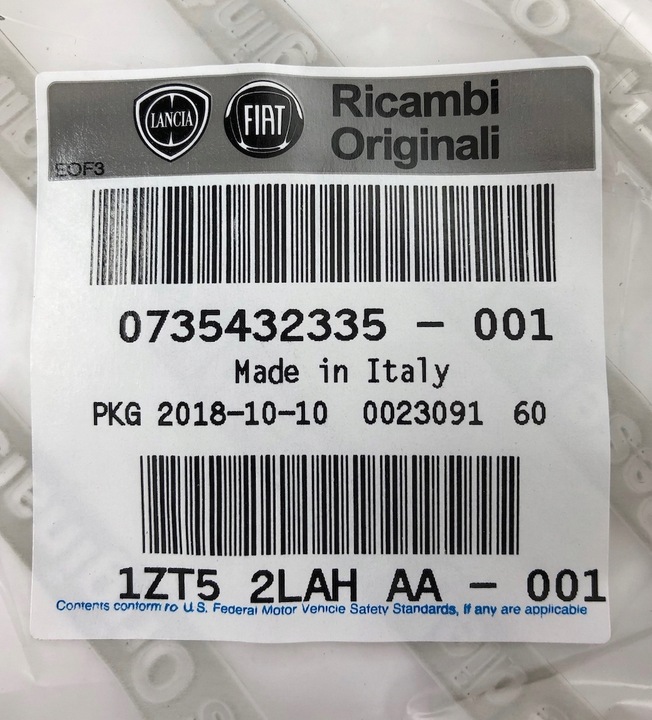 LANCIA FIAT Ricambi
Originali
EOF3
0735432335 - 001
Made in Italy
PKG 2018-10-10 0023091 60
1ZT5 2LAH AA - 001
Contents conform to U.S. Federal Motor Vehicle Safety Standards, If any are applicable